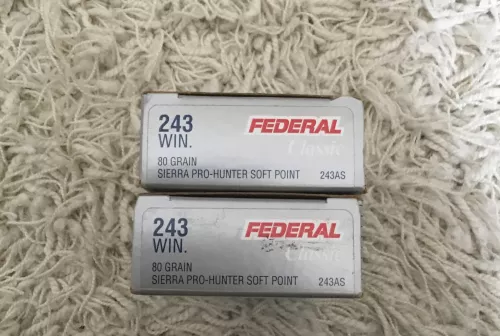 243 FEDERAL
WIN. Classic
80 GRAIN
SIERRA PRO-HUNTER SOFT POINT 243AS
243 FEDERAL
WIN. Classic
80 GRAIN
SIERRA PRO-HUNTER SOFT POINT 243AS